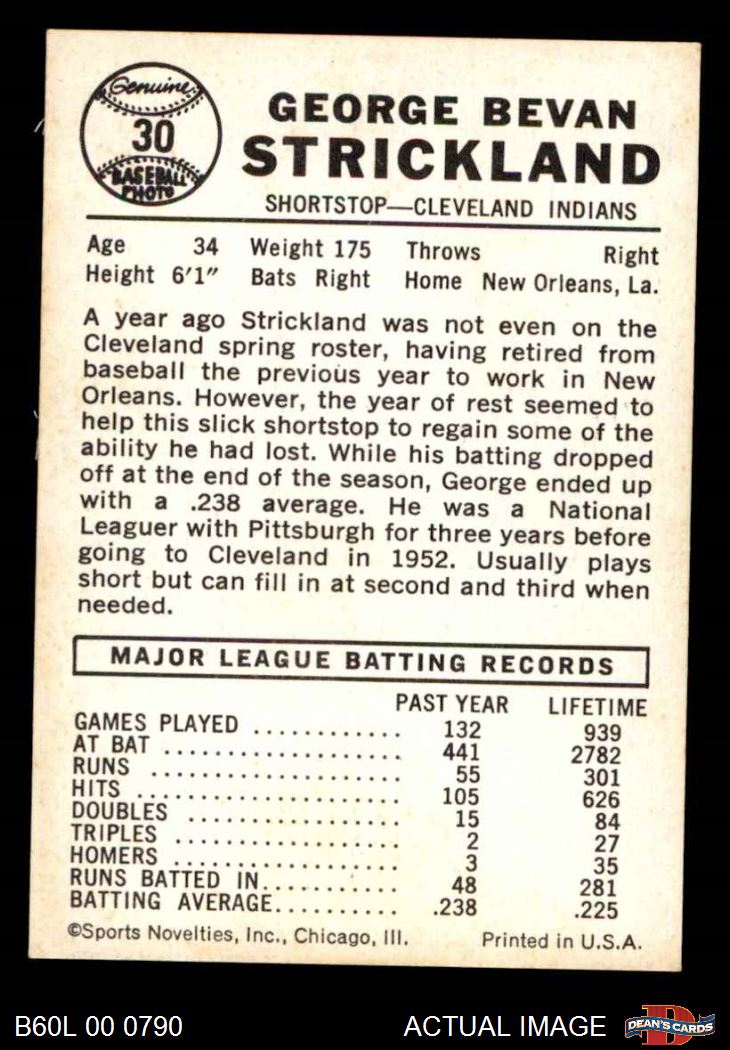 Genuine
30
BASEBALL
PHOTO
GEORGE BEVAN
STRICKLAND
SHORTSTOP—CLEVELAND INDIANS
Age 34 Weight 175 Throws Right
Height 6'1" Bats Right Home New Orleans, La.
A year ago Strickland was not even on the
Cleveland spring roster, having retired from
baseball the previous year to work in New
Orleans. However, the year of rest seemed to
help this slick shortstop to regain some of the
ability he had lost. While his batting dropped
off at the end of the season, George ended up
with a .238 average. He was a National
Leaguer with Pittsburgh for three years before
going to Cleveland in 1952. Usually plays
short but can fill in at second and third when
needed.
MAJOR LEAGUE BATTING RECORDS
PAST YEAR LIFETIME
GAMES PLAYED ............ 132 939
AT BAT .................... 441 2782
RUNS ..................... 55 301
HITS ...................... 105 626
DOUBLES .................. 15 84
TRIPLES ................... 2 27
HOMERS ................... 3 35
RUNS BATTED IN............ 48 281
BATTING AVERAGE.......... .238 .225
©Sports Novelties, Inc., Chicago, Ill. Printed in U.S.A.
B60L 00 0790 ACTUAL IMAGE DEAN'S CARDS